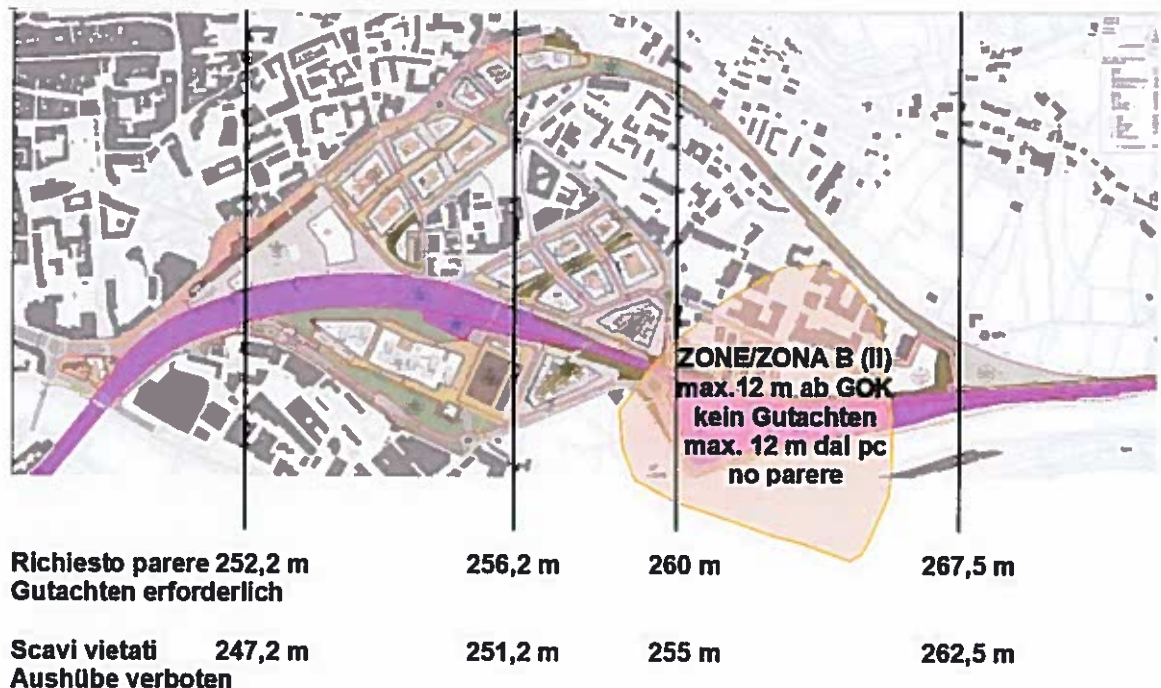 ZONE/ZONA B (II)
max.12 m ab GOK
kein Gutachten
max. 12 m dal pc
no parere
Richiesto parere 252,2 m 256,2 m 260 m 267,5 m
Gutachten erforderlich
Scavi vietati 247,2 m 251,2 m 255 m 262,5 m
Aushübe verboten